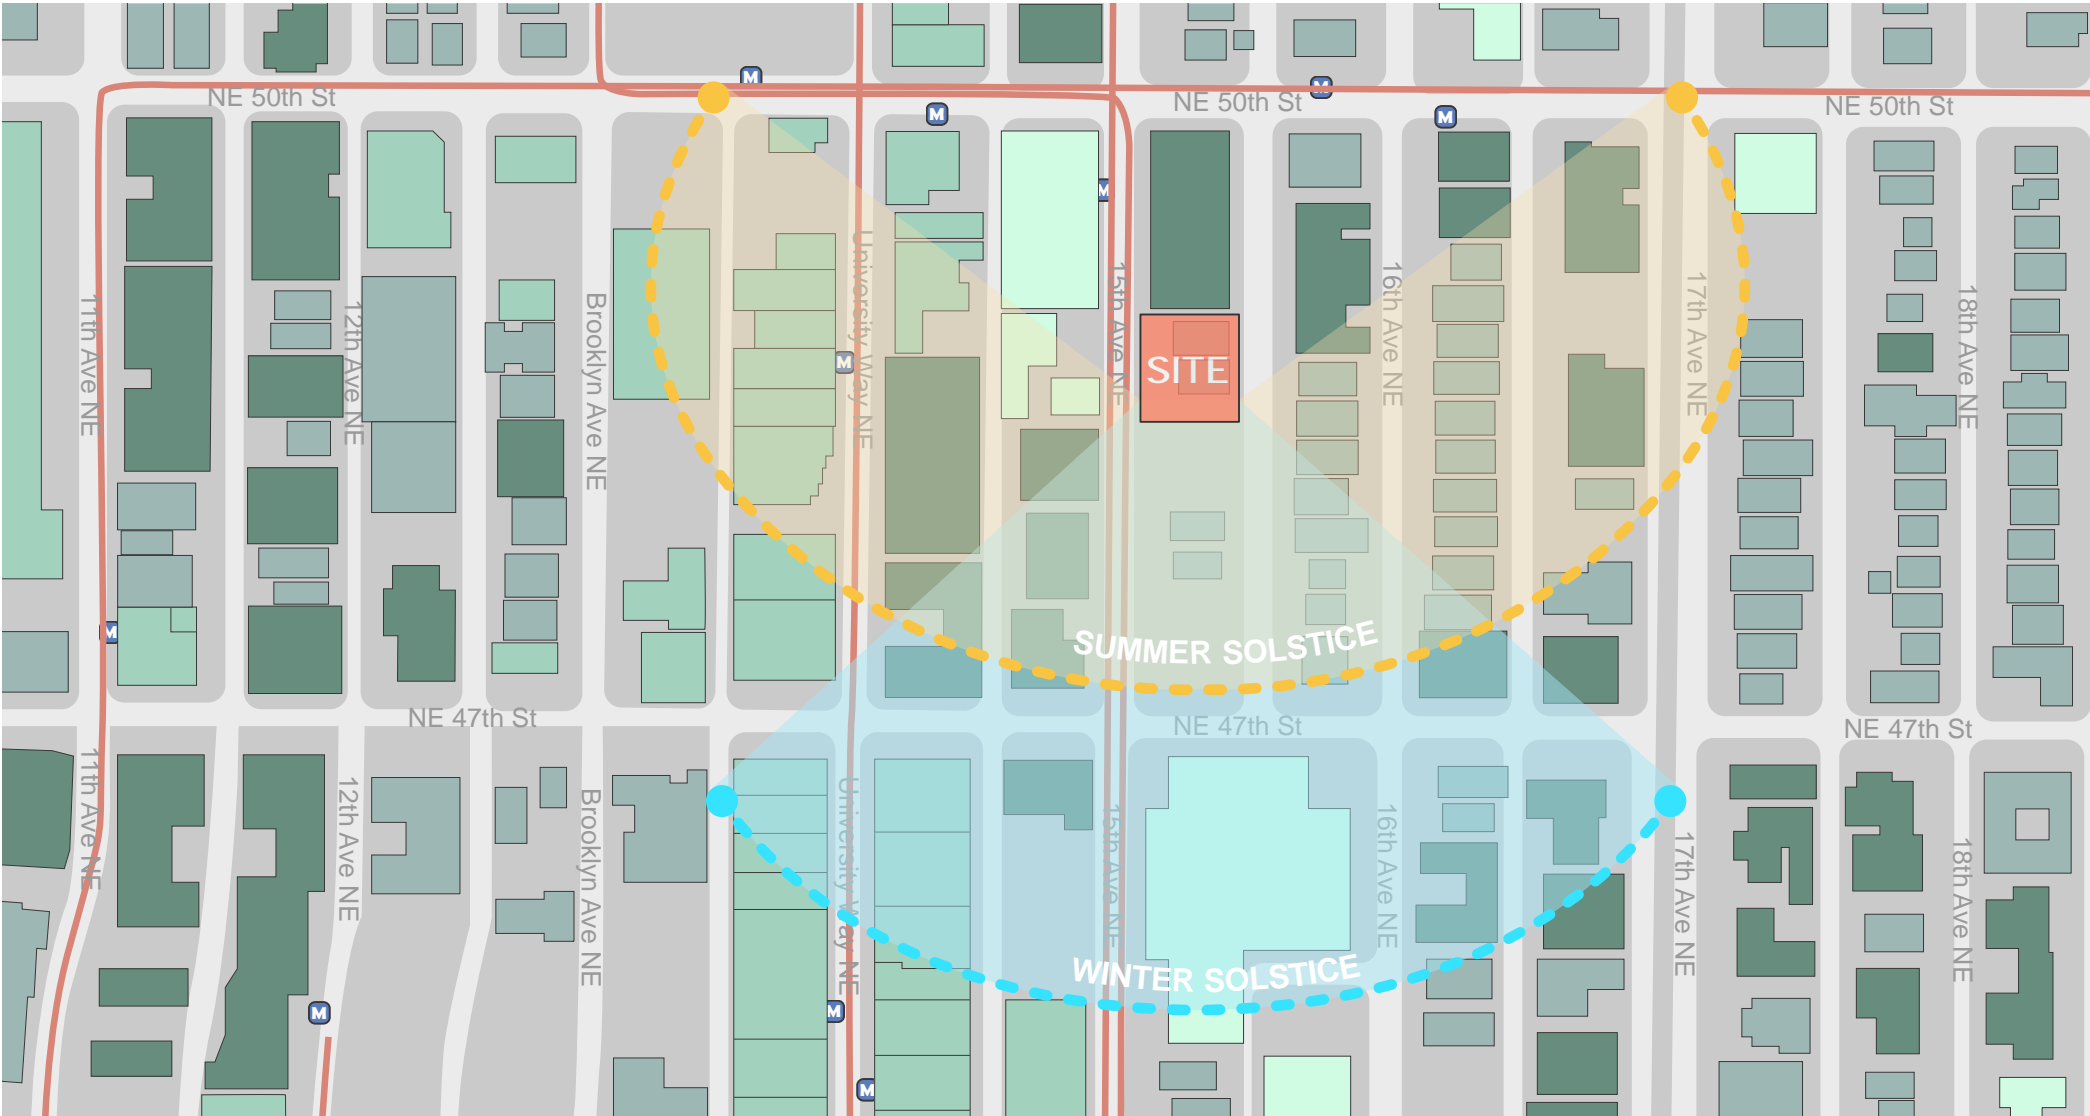 M
M
NE 50th St
NE 50th St
NE 50th St
M
M
M
11th Ave NE
12th Ave NE
Brooklyn Ave NE
University Way NE
M
15th Ave NE
SITE
16th Ave NE
17th Ave NE
18th Ave NE
M
SUMMER SOLSTICE
NE 47th St
NE 47th St
NE 47th St
11th Ave NE
12th Ave NE
Brooklyn Ave NE
University Way NE
15th Ave NE
16th Ave NE
17th Ave NE
18th Ave NE
WINTER SOLSTICE
M
M
M